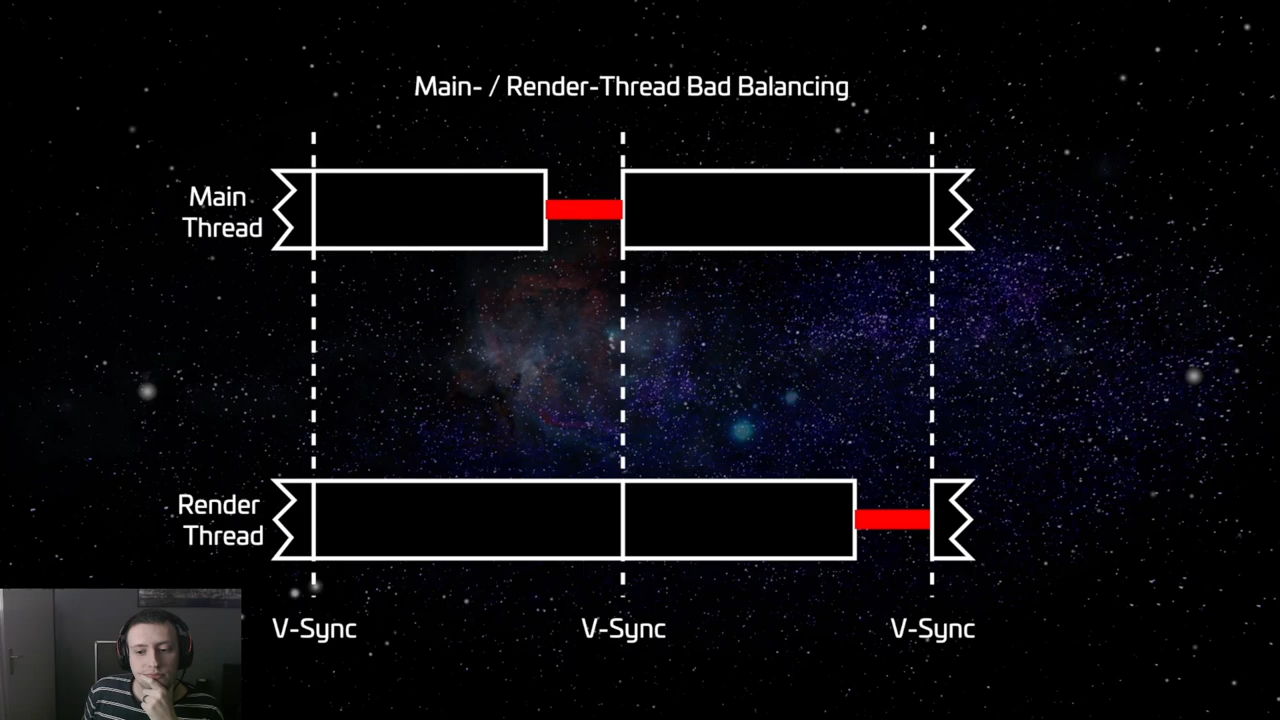 Main- / Render-Thread Bad Balancing
Main
Thread
Render
Thread
V-Sync
V-Sync
V-Sync